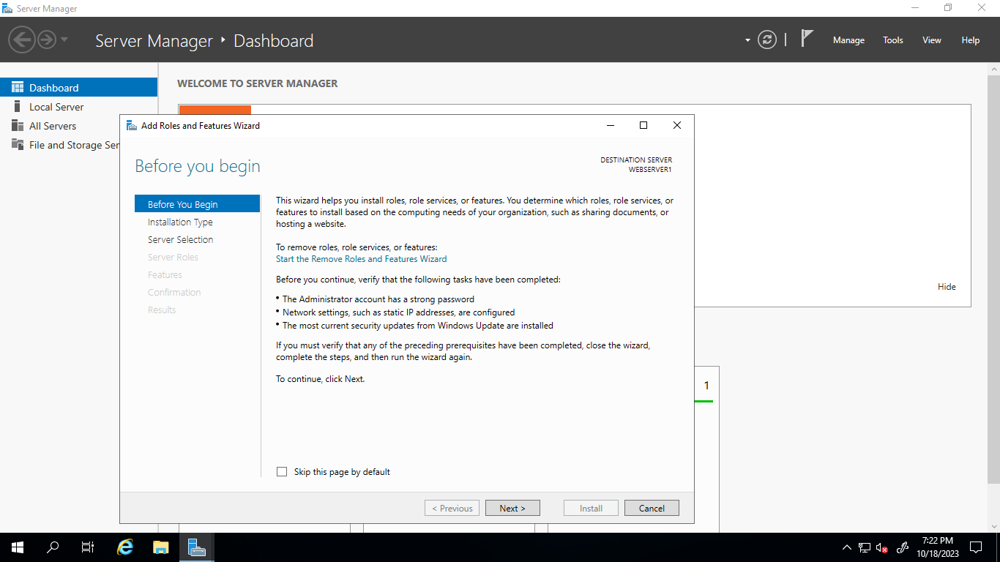 Server Manager
Server Manager ‣ Dashboard
Manage
Tools
View
Help
Dashboard
Local Server
All Servers
File and Storage Ser
WELCOME TO SERVER MANAGER
Hide
1
Add Roles and Features Wizard
Before you begin
DESTINATION SERVER
WEBSERVER1
Before You Begin
Installation Type
Server Selection
Server Roles
Features
Confirmation
Results
This wizard helps you install roles, role services, or features. You determine which roles, role services, or
features to install based on the computing needs of your organization, such as sharing documents, or
hosting a website.
To remove roles, role services, or features:
Start the Remove Roles and Features Wizard
Before you continue, verify that the following tasks have been completed:
• The Administrator account has a strong password
• Network settings, such as static IP addresses, are configured
• The most current security updates from Windows Update are installed
If you must verify that any of the preceding prerequisites have been completed, close the wizard,
complete the steps, and then run the wizard again.
To continue, click Next.
Skip this page by default
< Previous
Next >
Install
Cancel
7:22 PM
10/18/2023